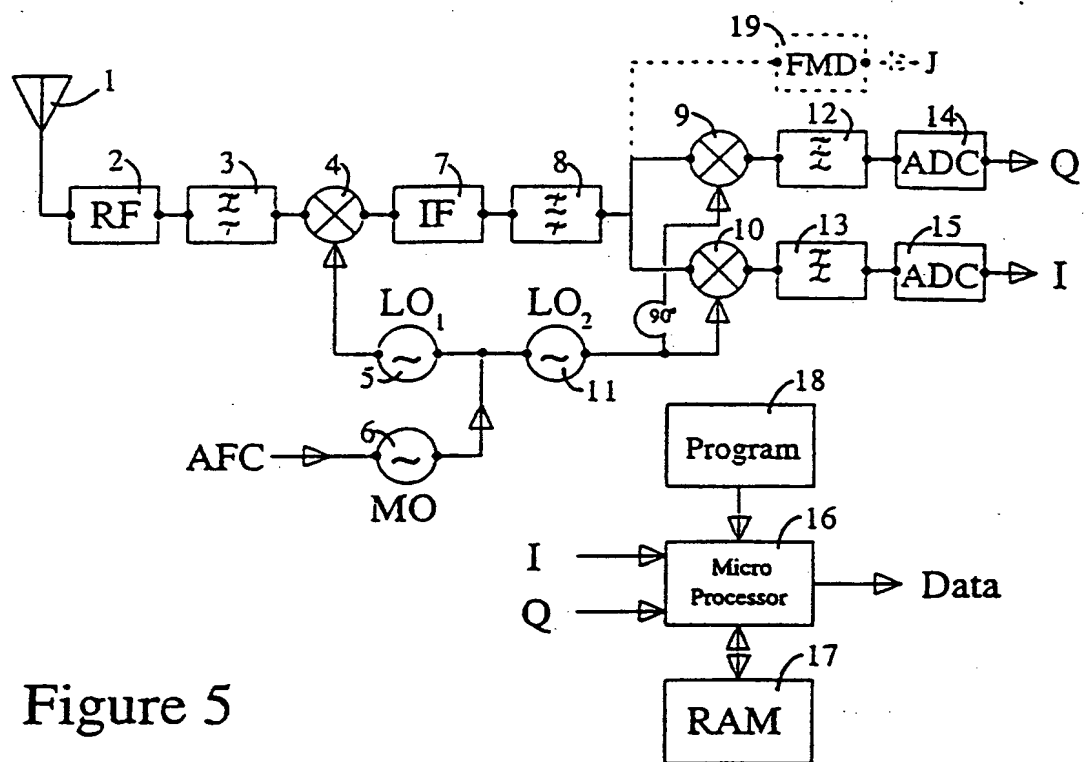 19
FMD
J
1
9
12
14
ADC
Q
2
RF
3
4
7
IF
8
10
13
15
ADC
I
90°
LO1
LO2
5
11
6
AFC
MO
18
Program
16
I
Micro
Processor
Data
Q
17
RAM
Figure 5